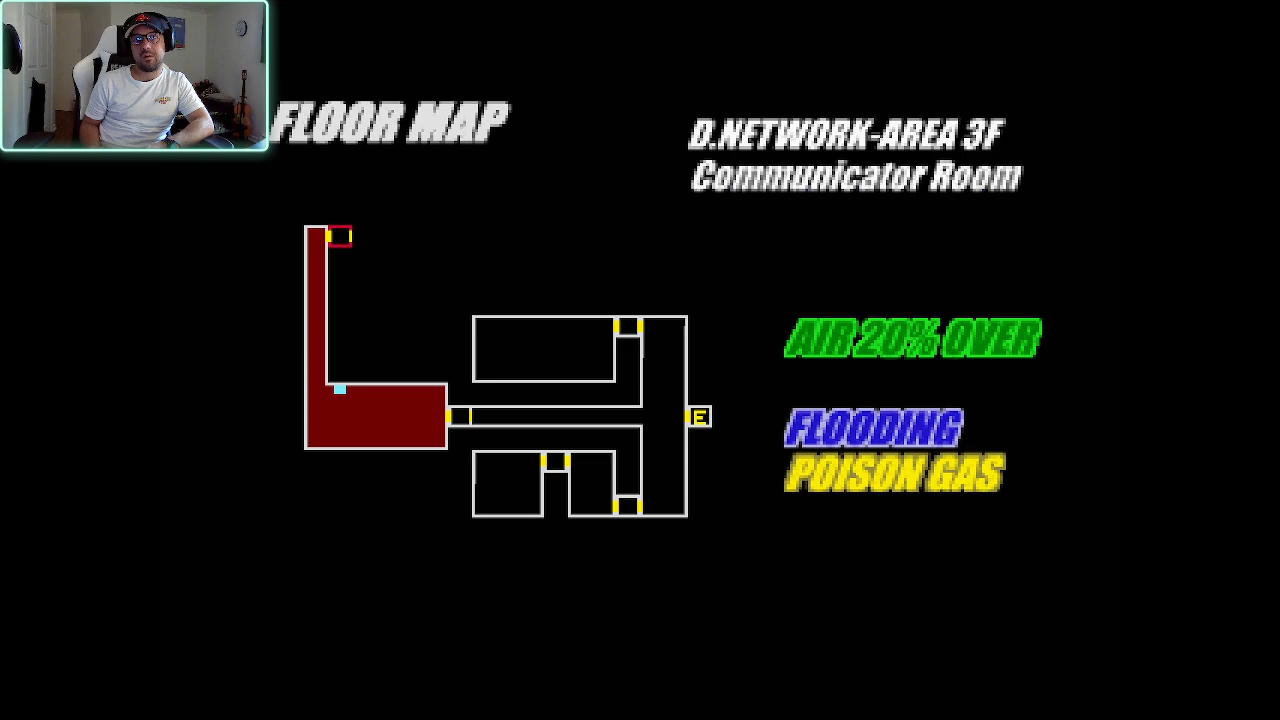 FLOOR MAP
D.NETWORK-AREA 3F
Communicator Room
AIR 20% OVER
E
FLOODING
POISON GAS